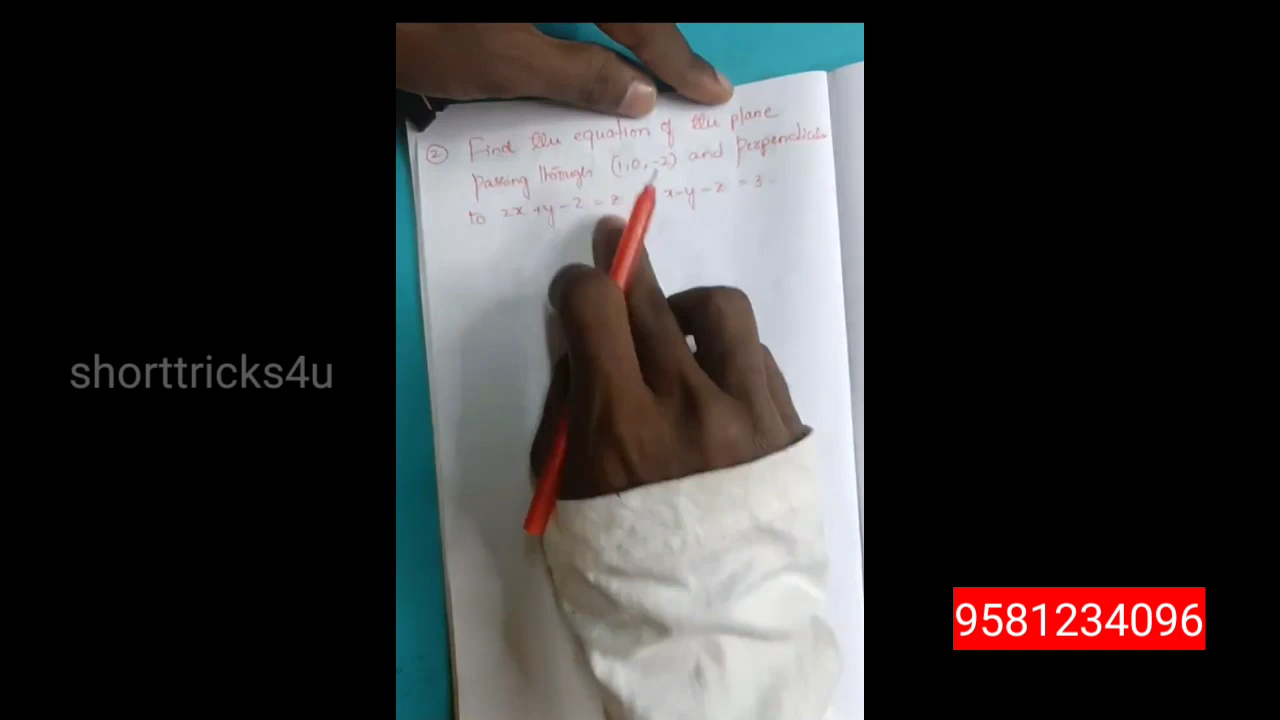 ② Find the equation of the plane
passing through (1,0,-2) and perpendicular
to 2x+y-2=z x-y-z=3
shorttricks4u
9581234096